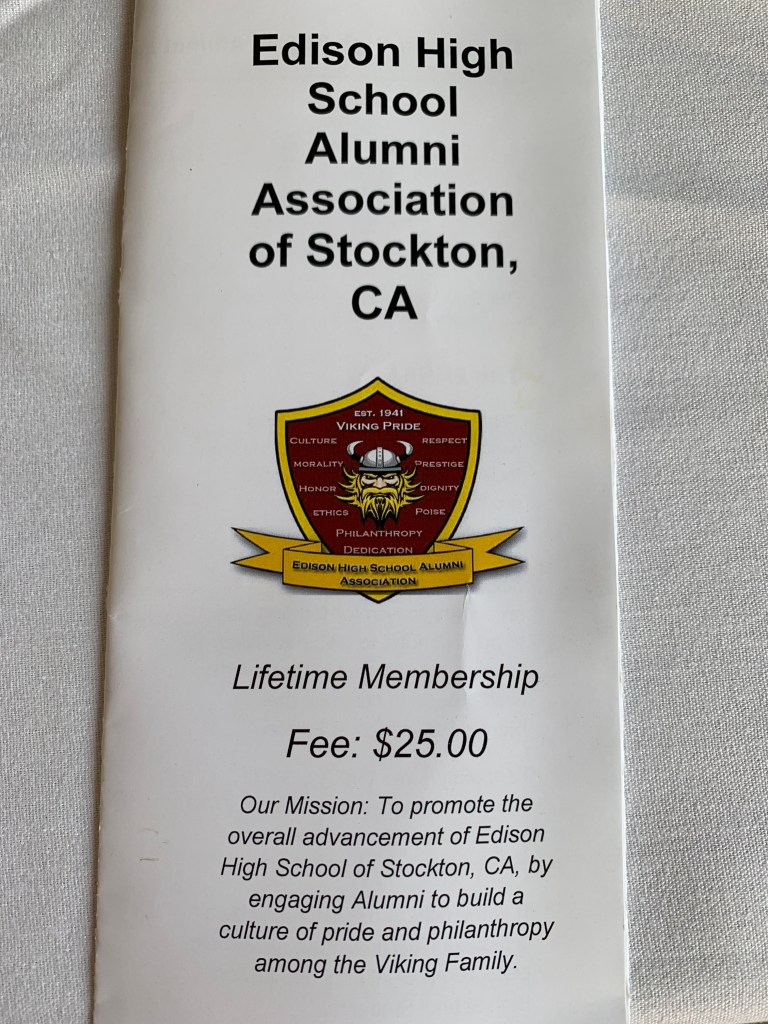 Edison High
School
Alumni
Association
of Stockton,
CA
EST. 1941
VIKING PRIDE
CULTURE RESPECT
MORALITY PRESTIGE
HONOR DIGNITY
ETHICS POISE
PHILANTHROPY
DEDICATION
EDISON HIGH SCHOOL ALUMNI
ASSOCIATION
Lifetime Membership
Fee: $25.00
Our Mission: To promote the
overall advancement of Edison
High School of Stockton, CA, by
engaging Alumni to build a
culture of pride and philanthropy
among the Viking Family.